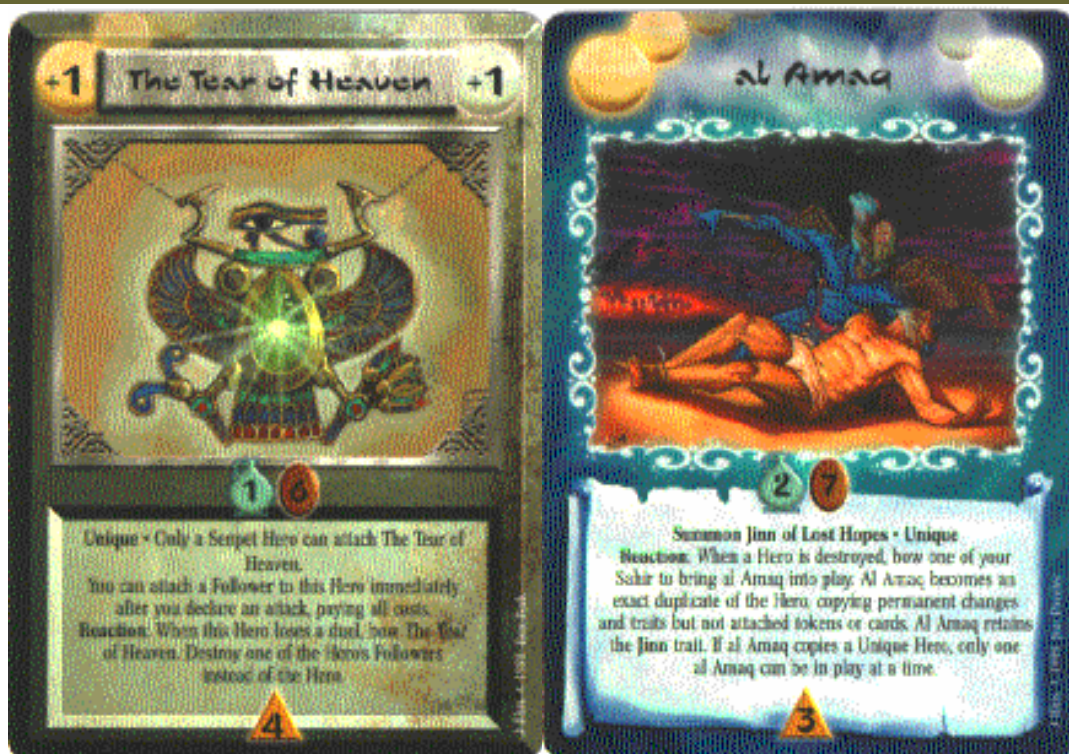 +1
The Tear of Heaven
+1
1 6
Unique • Only a Senpet Hero can attach The Tear of
Heaven.
You can attach a Follower to this Hero immediately
after you declare an attack, paying all costs.
Reaction: When this Hero loses a duel, bow The Tear
of Heaven. Destroy one of the Hero's Followers
instead of the Hero.
4
al Amaq
2 7
Summon Jinn of Lost Hopes • Unique
Reaction: When a Hero is destroyed, bow one of your
Sahir to bring al Amaq into play. Al Amaq becomes an
exact duplicate of the Hero, copying permanent changes
and traits but not attached tokens or cards. Al Amaq retains
the Jinn trait. If al Amaq copies a Unique Hero, only one
al Amaq can be in play at a time.
3